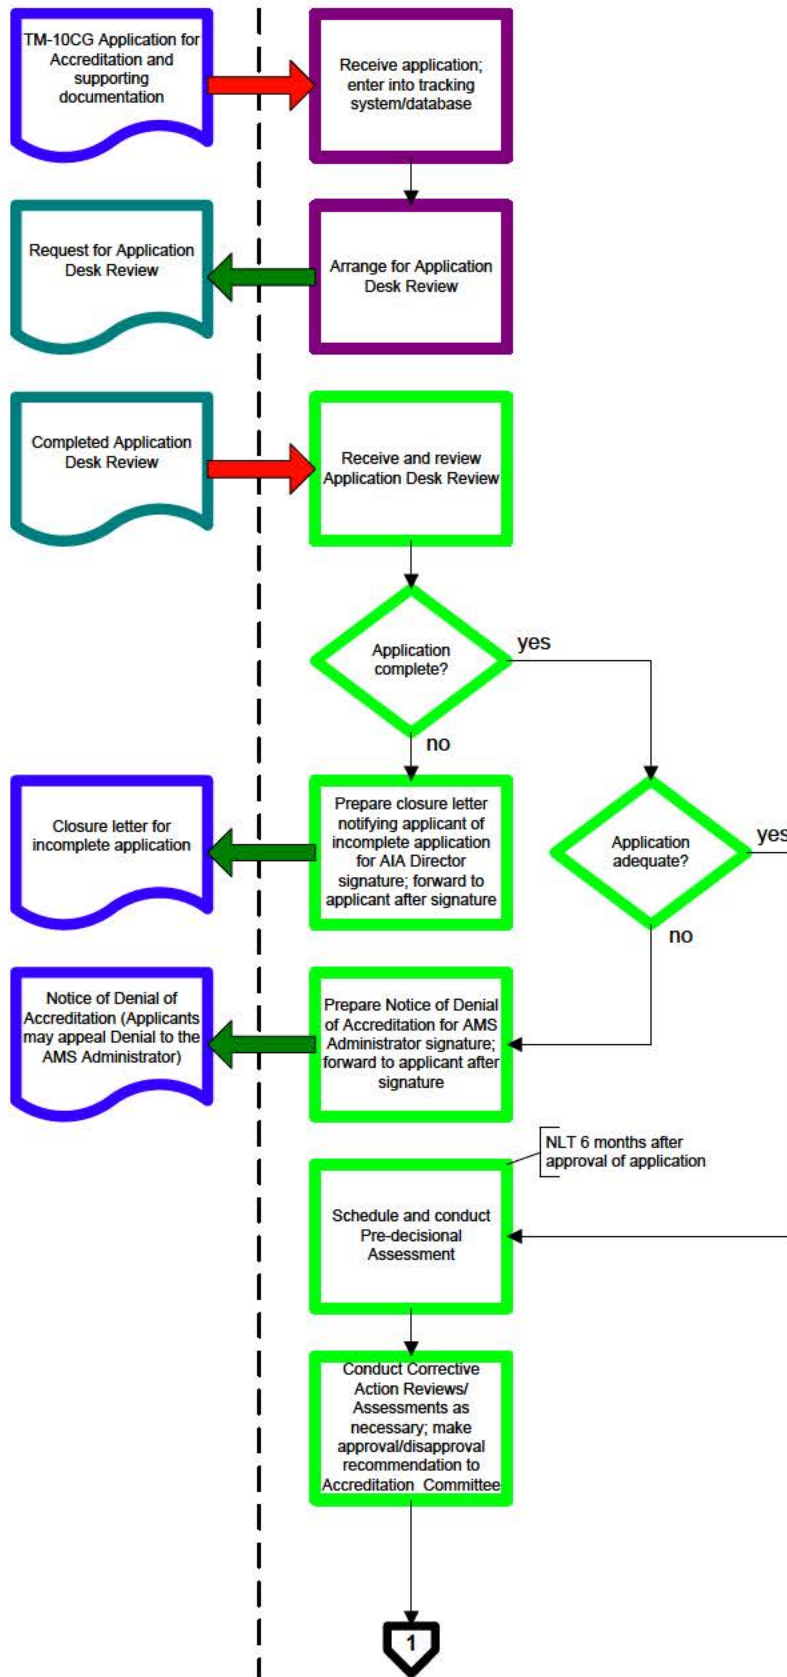 TM-10CG Application for
Accreditation and
supporting
documentation
Receive application;
enter into tracking
system/database
Request for Application
Desk Review
Arrange for Application
Desk Review
Completed Application
Desk Review
Receive and review
Application Desk Review
Application
complete?
yes
no
Closure letter for
incomplete application
Prepare closure letter
notifying applicant of
incomplete application
for AIA Director
signature; forward to
applicant after signature
Application
adequate?
yes
no
Notice of Denial of
Accreditation (Applicants
may appeal Denial to the
AMS Administrator)
Prepare Notice of Denial
of Accreditation for AMS
Administrator signature;
forward to applicant after
signature
NLT 6 months after
approval of application
Schedule and conduct
Pre-decisional
Assessment
Conduct Corrective
Action Reviews/
Assessments as
necessary; make
approval/disapproval
recommendation to
Accreditation Committee
1